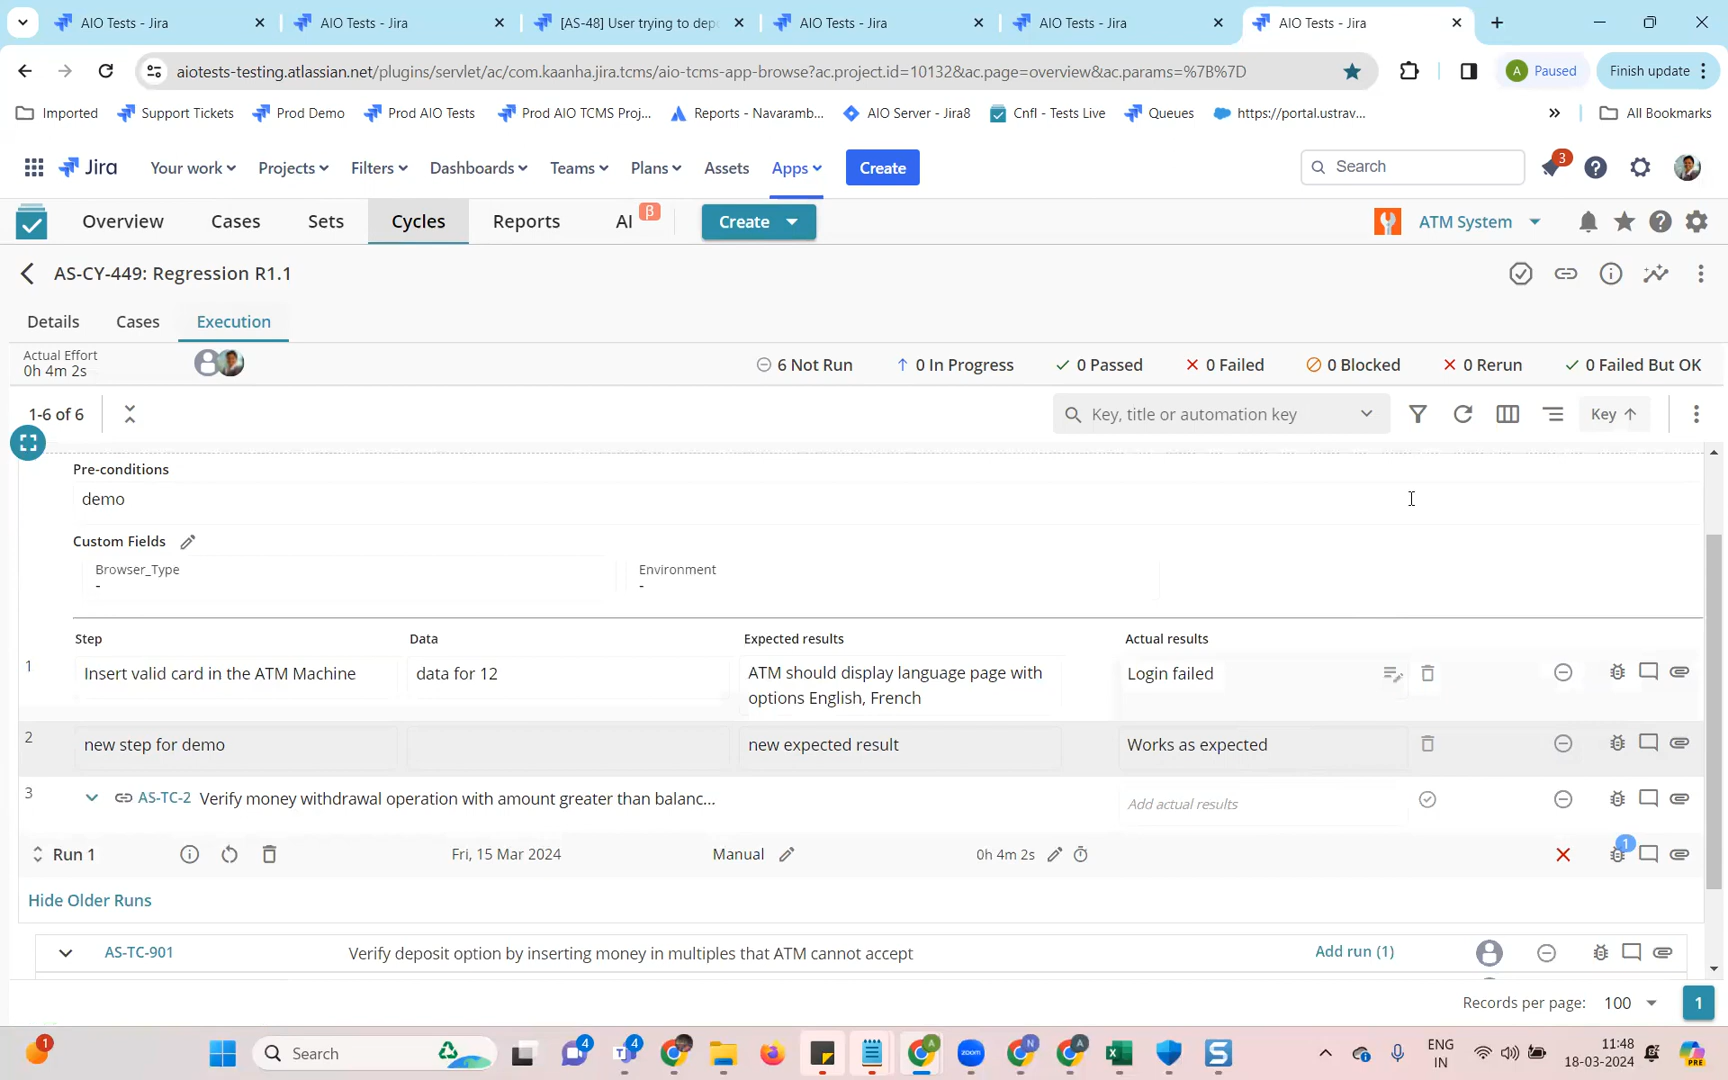 AIO Tests - Jira
AIO Tests - Jira
[AS-48] User trying to dep
AIO Tests - Jira
AIO Tests - Jira
AIO Tests - Jira
aiotests-testing.atlassian.net/plugins/servlet/ac/com.kaanha.jira.tcms/aio-tcms-app-browse?ac.project.id=10132&ac.page=overview&ac.params=%7B%7D
A Paused
Finish update
Imported
Support Tickets
Prod Demo
Prod AIO Tests
Prod AIO TCMS Proj...
Reports - Navaramb...
AIO Server - Jira8
Cnfl - Tests Live
Queues
https://portal.ustrav...
»
All Bookmarks
Jira
Your work
Projects
Filters
Dashboards
Teams
Plans
Assets
Apps
Create
Search
3
Overview
Cases
Sets
Cycles
Reports
AI β
Create
ATM System
AS-CY-449: Regression R1.1
Details
Cases
Execution
Actual Effort
0h 4m 2s
6 Not Run
0 In Progress
0 Passed
0 Failed
0 Blocked
0 Rerun
0 Failed But OK
1-6 of 6
Key, title or automation key
Key
Pre-conditions
demo
Custom Fields
Browser_Type
-
Environment
-
Step
Data
Expected results
Actual results
1
Insert valid card in the ATM Machine
data for 12
ATM should display language page with
options English, French
Login failed
2
new step for demo
new expected result
Works as expected
3
AS-TC-2
Verify money withdrawal operation with amount greater than balanc...
Add actual results
Run 1
Fri, 15 Mar 2024
Manual
0h 4m 2s
1
Hide Older Runs
AS-TC-901
Verify deposit option by inserting money in multiples that ATM cannot accept
Add run (1)
Records per page: 100
1
1
Search
4
4
A
zoom
N
A
S
ENG
IN
11:48
18-03-2024
PRE